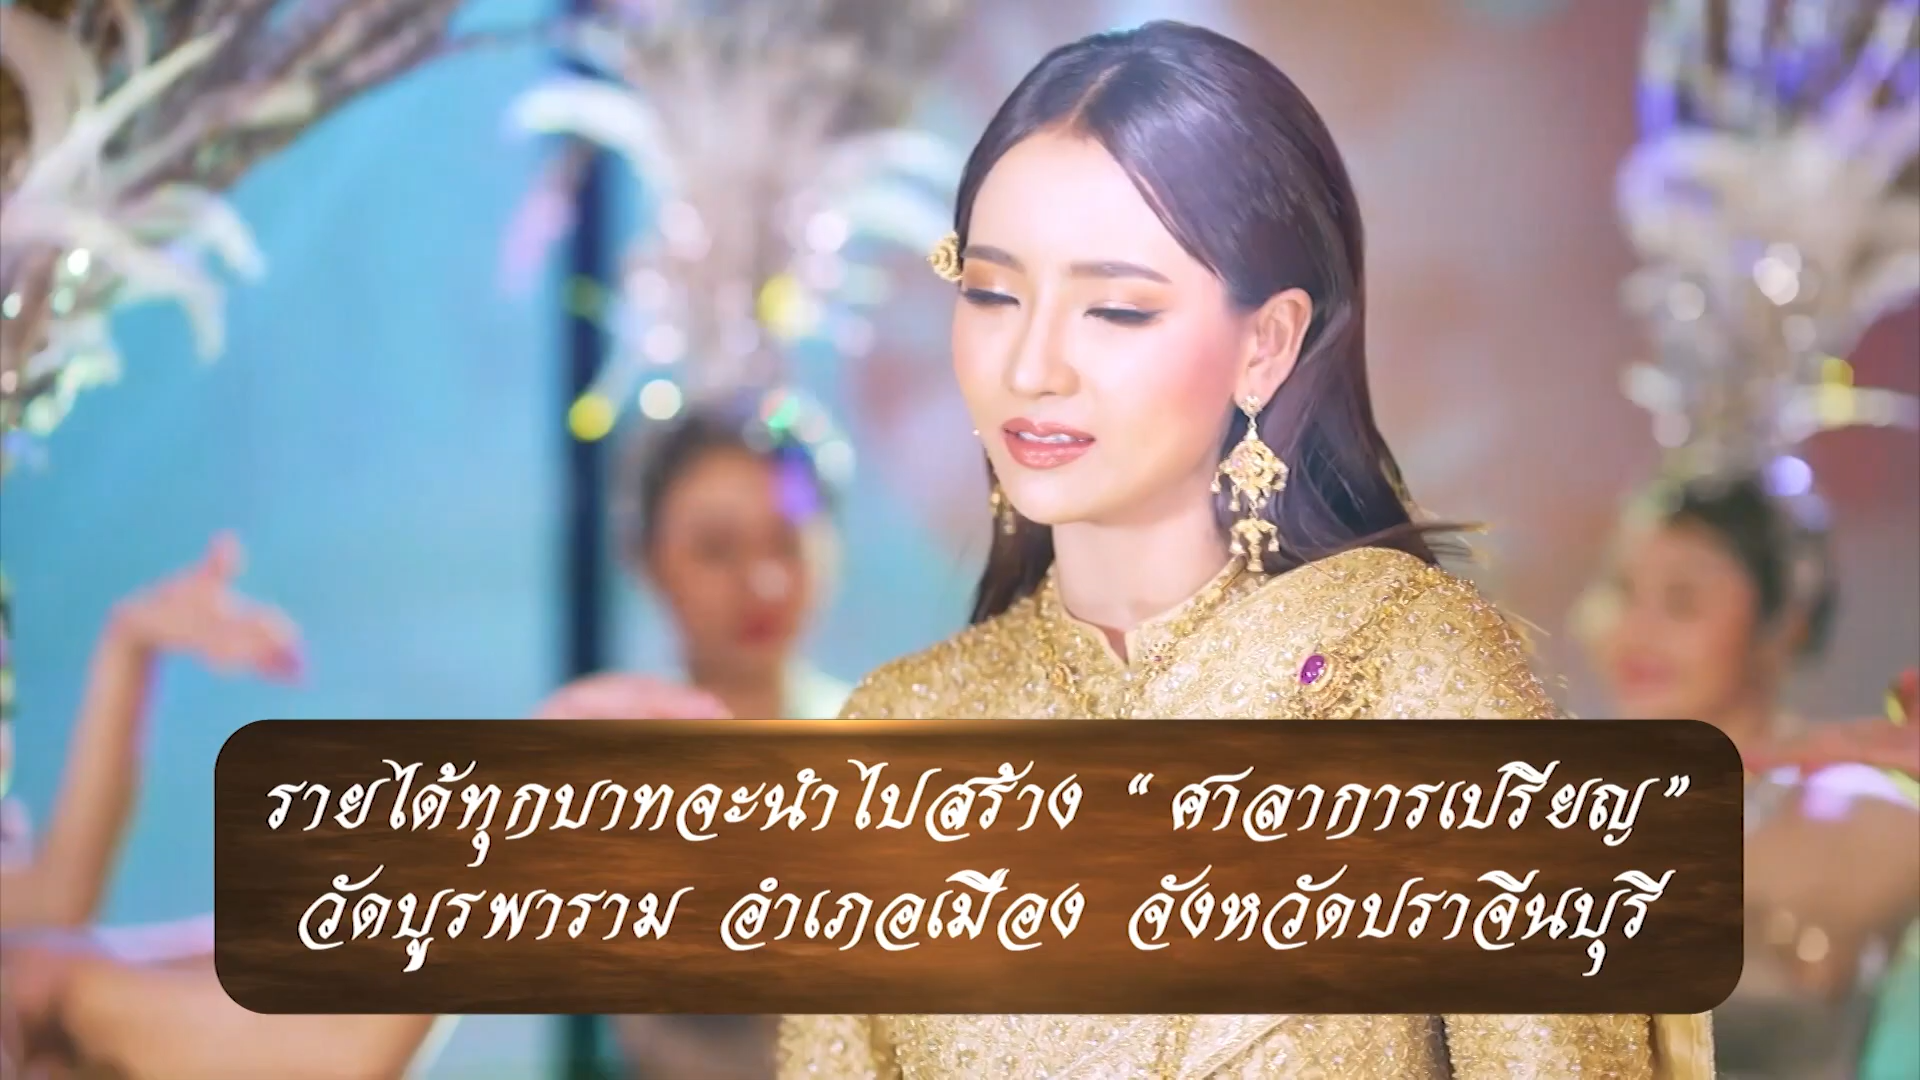 รายได้ทุกบาทจะนำไปสร้าง “ ศาลาการเปรียญ ”
วัดบูรพาราม อำเภอเมือง จังหวัดปราจีนบุรี